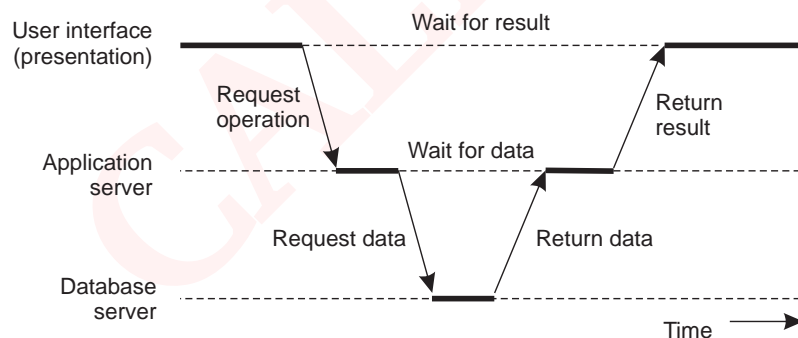 User interface
(presentation)
Wait for result
Request
operation
Return
result
Application
server
Wait for data
Request data
Return data
Database
server
Time